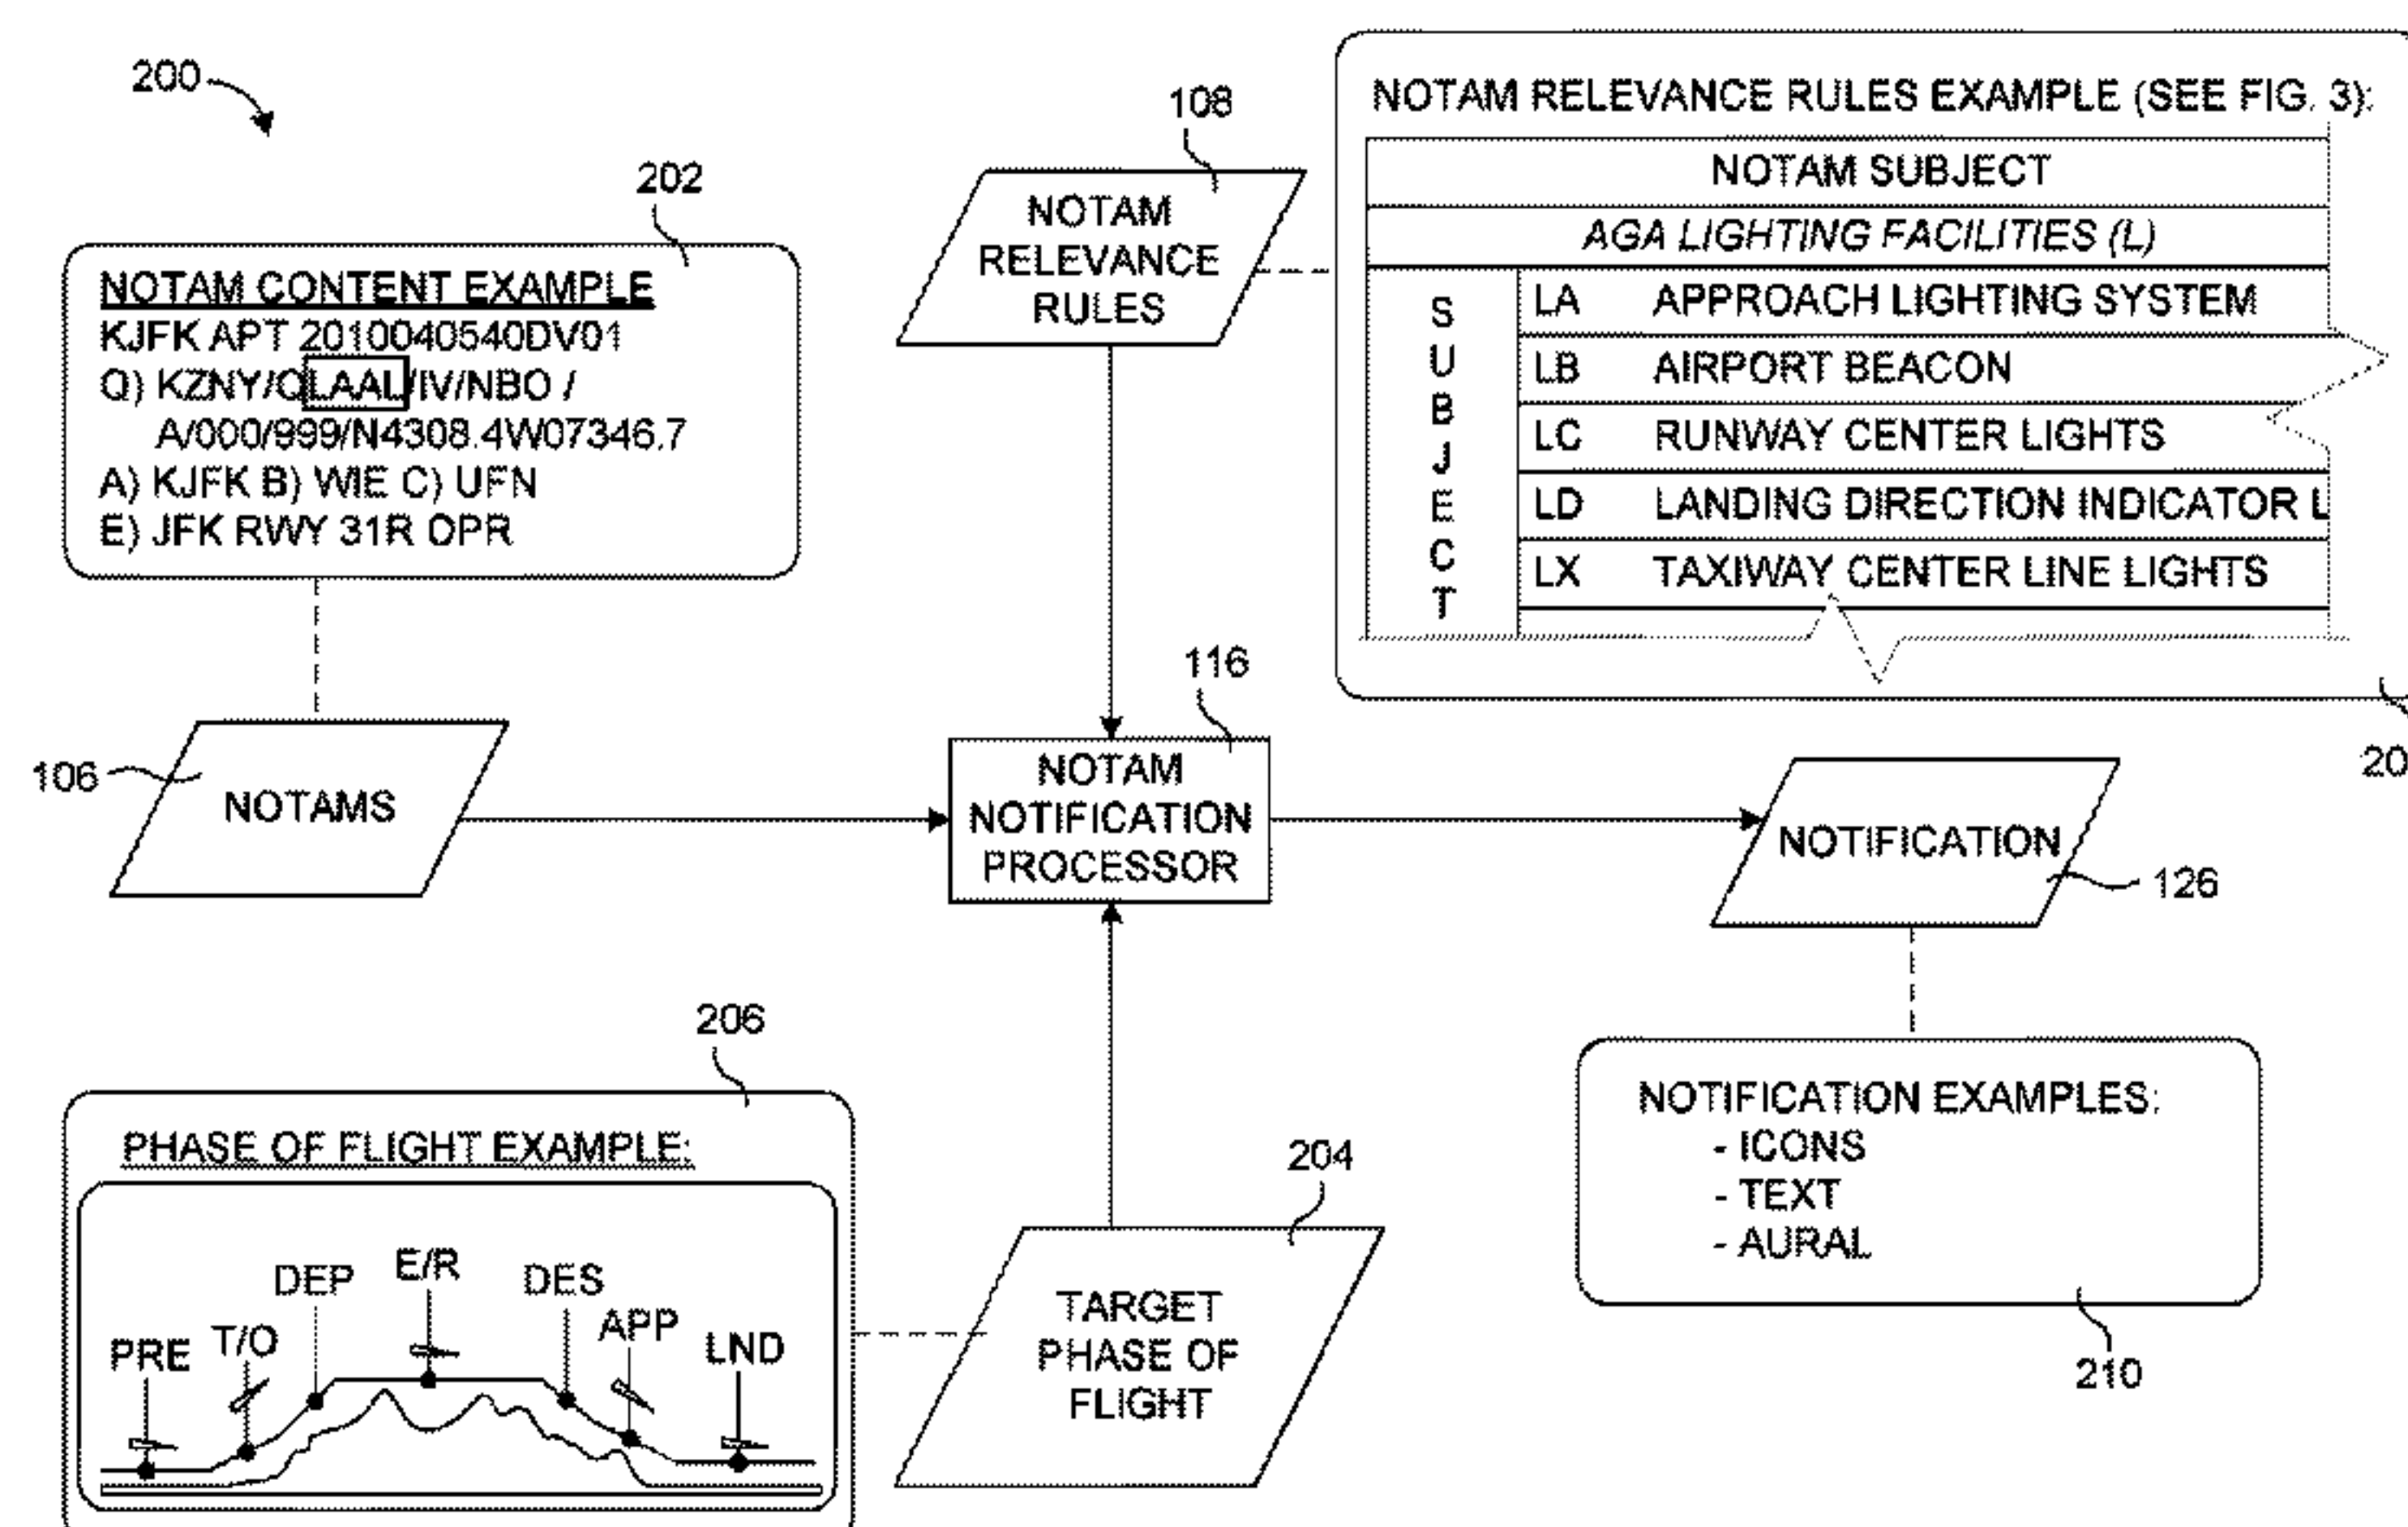 200
202
NOTAM CONTENT EXAMPLE
KJFK APT 2010040540DV01
Q) KZNY/QLAAL/IV/NBO /
A/000/999/N4308.4W07346.7
A) KJFK B) WIE C) UFN
E) JFK RWY 31R OPR
108
NOTAM
RELEVANCE
RULES
NOTAM RELEVANCE RULES EXAMPLE (SEE FIG. 3):
NOTAM SUBJECT
AGA LIGHTING FACILITIES (L)
SUBJECT
LA APPROACH LIGHTING SYSTEM
LB AIRPORT BEACON
LC RUNWAY CENTER LIGHTS
LD LANDING DIRECTION INDICATOR L
LX TAXIWAY CENTER LINE LIGHTS
20
106
NOTAMS
116
NOTAM
NOTIFICATION
PROCESSOR
NOTIFICATION
126
206
PHASE OF FLIGHT EXAMPLE:
PRE
T/O
DEP
E/R
DES
APP
LND
204
TARGET
PHASE OF
FLIGHT
NOTIFICATION EXAMPLES:
- ICONS
- TEXT
- AURAL
210